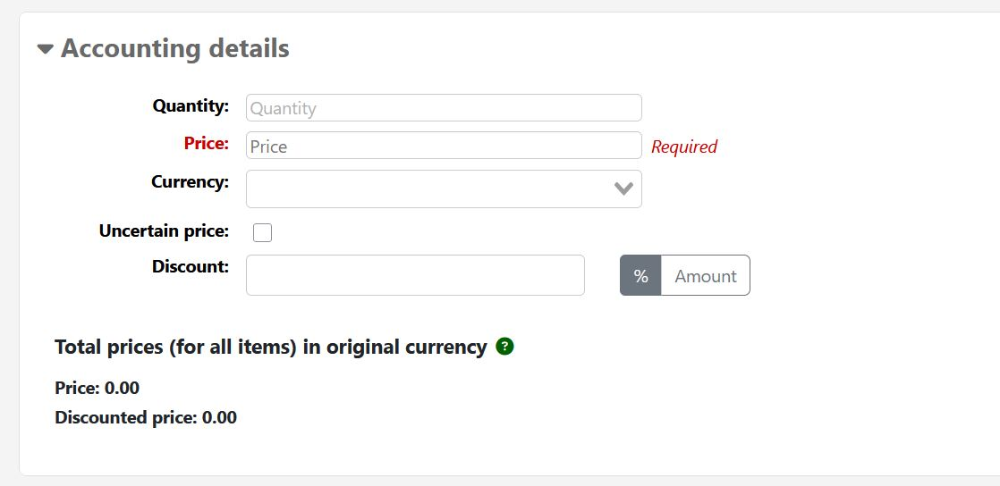 Accounting details
Quantity: Quantity
Price: Price Required
Currency:
Uncertain price:
Discount: % Amount
Total prices (for all items) in original currency ?
Price: 0.00
Discounted price: 0.00